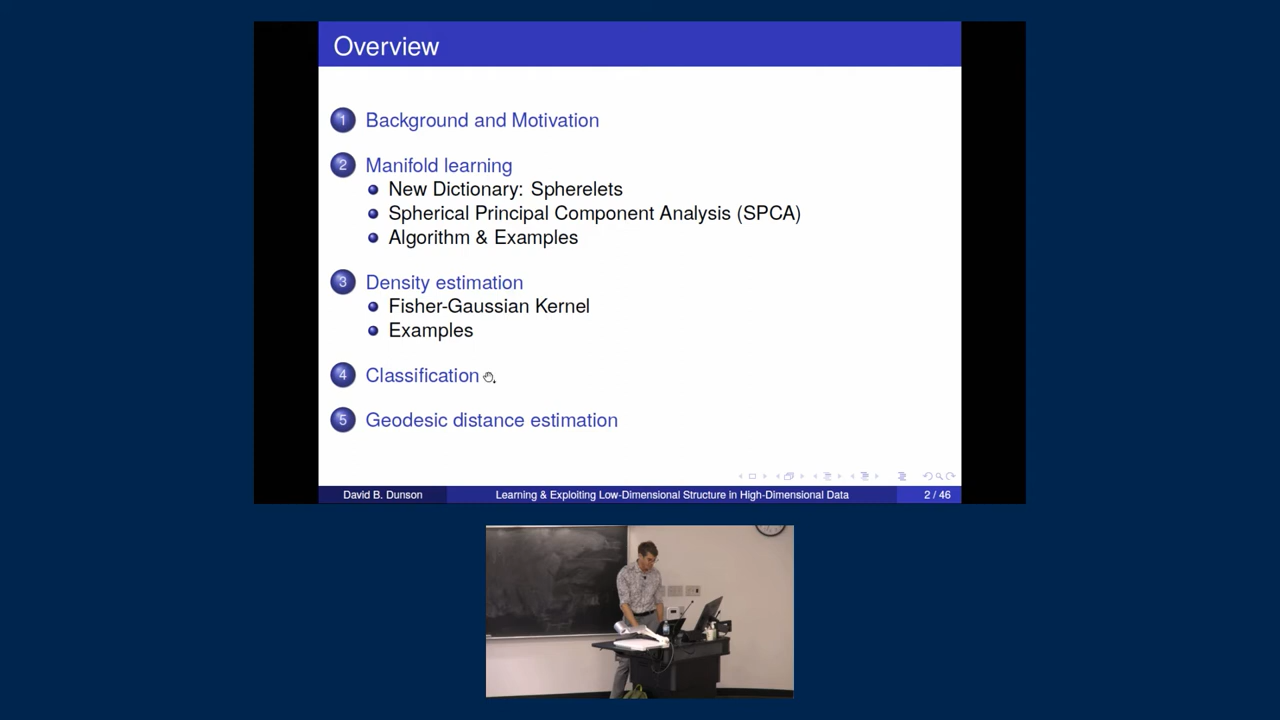 Overview
1 Background and Motivation
2 Manifold learning
New Dictionary: Spherelets
Spherical Principal Component Analysis (SPCA)
Algorithm & Examples
3 Density estimation
Fisher-Gaussian Kernel
Examples
4 Classification
5 Geodesic distance estimation
David B. Dunson Learning & Exploiting Low-Dimensional Structure in High-Dimensional Data 2 / 46